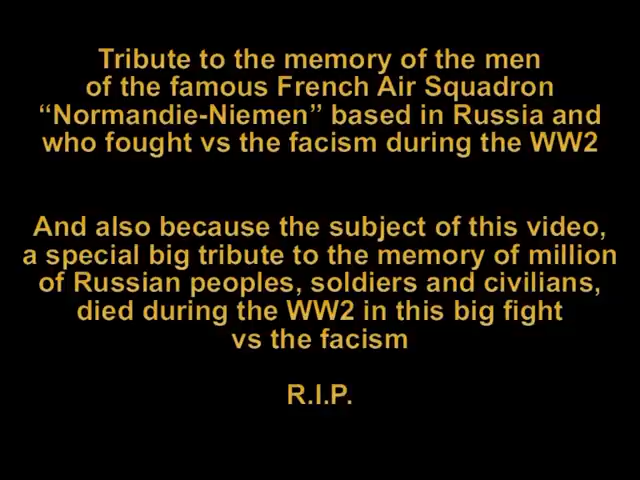 Tribute to the memory of the men
of the famous French Air Squadron
“Normandie-Niemen” based in Russia and
who fought vs the facism during the WW2
And also because the subject of this video,
a special big tribute to the memory of million
of Russian peoples, soldiers and civilians,
died during the WW2 in this big fight
vs the facism
R.I.P.